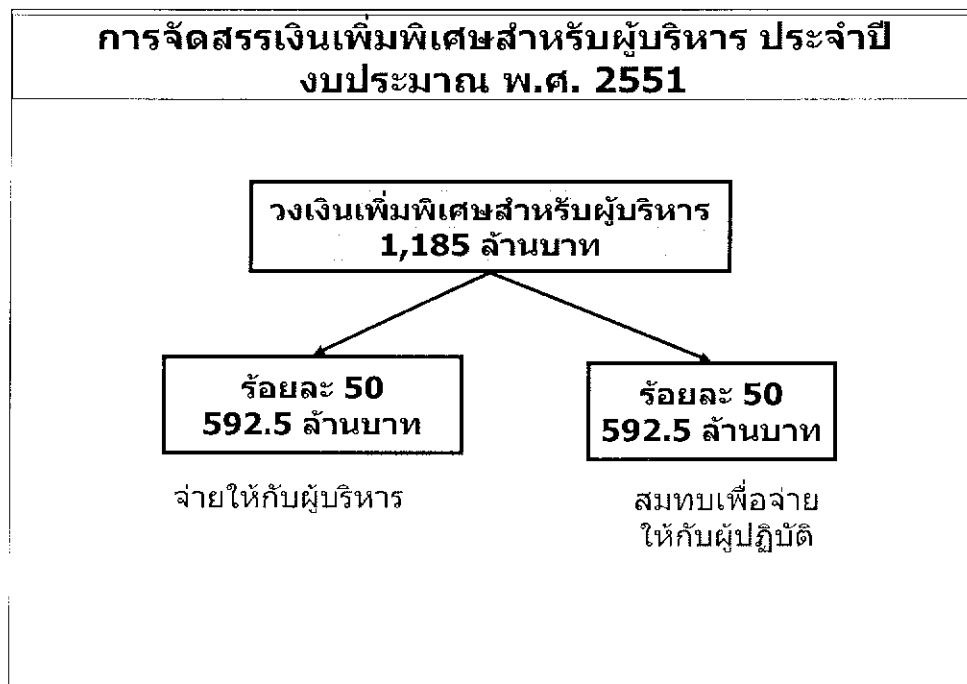 การจัดสรรเงินเพิ่มพิเศษสำหรับผู้บริหาร ประจำปี
งบประมาณ พ.ศ. 2551
วงเงินเพิ่มพิเศษสำหรับผู้บริหาร
1,185 ล้านบาท
ร้อยละ 50
592.5 ล้านบาท
จ่ายให้กับผู้บริหาร
ร้อยละ 50
592.5 ล้านบาท
สมทบเพื่อจ่าย
ให้กับผู้ปฏิบัติ